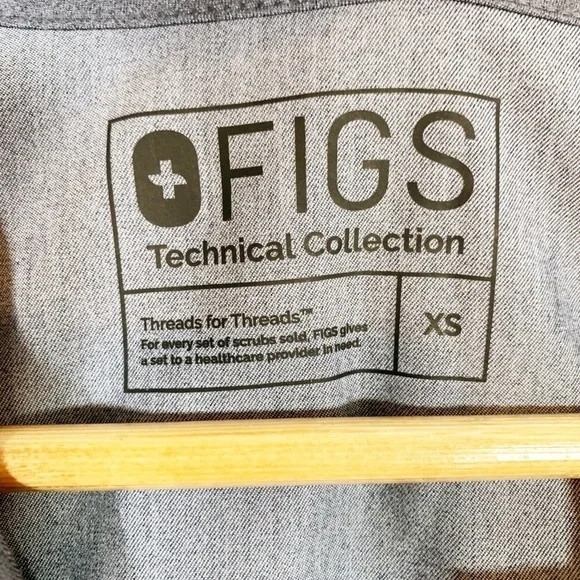 FIGS
Technical Collection
Threads for Threads™
For every set of scrubs sold, FIGS gives
a set to a healthcare provider in need.
XS